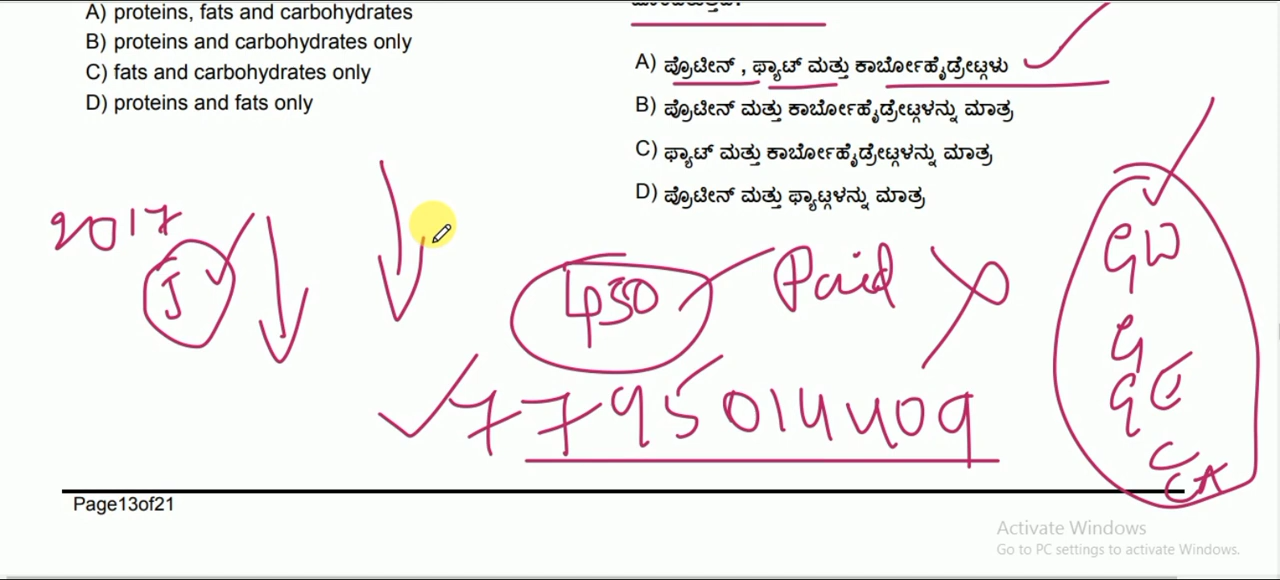 A) proteins, fats and carbohydrates
B) proteins and carbohydrates only
C) fats and carbohydrates only
D) proteins and fats only
A) ಪ್ರೊಟೀನ್ , ಫ್ಯಾಟ್ ಮತ್ತು ಕಾರ್ಬೋಹೈಡ್ರೇಟ್ಗಳು
B) ಪ್ರೊಟೀನ್ ಮತ್ತು ಕಾರ್ಬೋಹೈಡ್ರೇಟ್ಗಳನ್ನು ಮಾತ್ರ
C) ಫ್ಯಾಟ್ ಮತ್ತು ಕಾರ್ಬೋಹೈಡ್ರೇಟ್ಗಳನ್ನು ಮಾತ್ರ
D) ಪ್ರೊಟೀನ್ ಮತ್ತು ಫ್ಯಾಟ್ಗಳನ್ನು ಮಾತ್ರ
2017
J
450 Paid
7795014409
GW
G
GE
C
CA
Page13of21
Activate Windows
Go to PC settings to activate Windows.